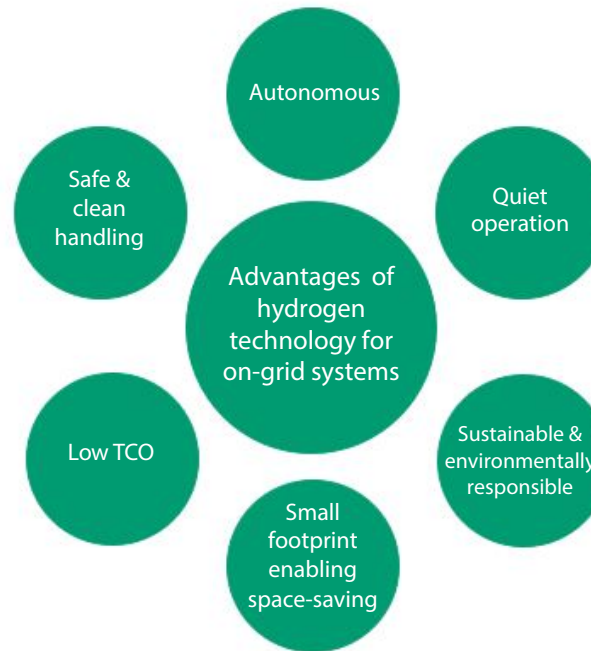 Autonomous
Safe &
clean
handling
Quiet
operation
Advantages of
hydrogen
technology for
on-grid systems
Low TCO
Sustainable &
environmentally
responsible
Small
footprint
enabling
space-saving